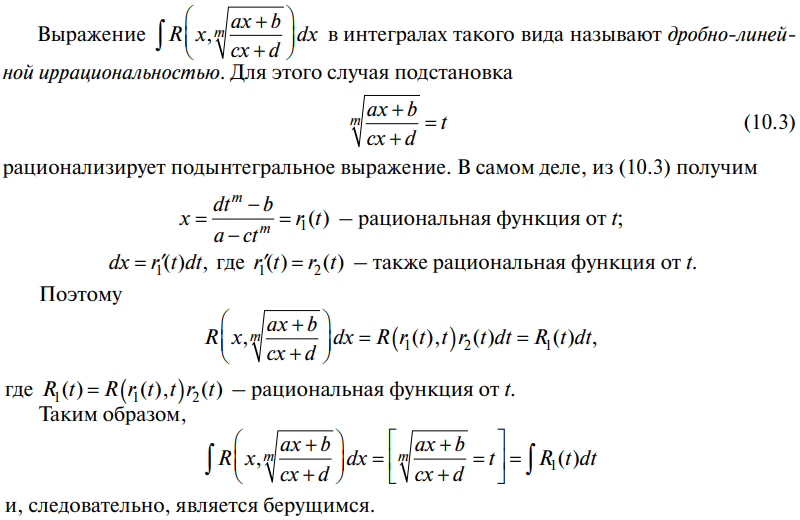 Выражение $\int R\left(x, \sqrt[m]{\frac{ax+b}{cx+d}}\right)dx$ в интегралах такого вида называют дробно-линей-
ной иррациональностью. Для этого случая подстановка
$\sqrt[m]{\frac{ax+b}{cx+d}} = t$ (10.3)
рационализирует подынтегральное выражение. В самом деле, из (10.3) получим
$x = \frac{dt^m - b}{a - ct^m} = r_1(t)$ – рациональная функция от t;
$dx = r_1'(t)dt$, где $r_1'(t) = r_2(t)$ – также рациональная функция от t.
Поэтому
$R\left(x, \sqrt[m]{\frac{ax+b}{cx+d}}\right)dx = R\left(r_1(t), t\right)r_2(t)dt = R_1(t)dt,$
где $R_1(t) = R\left(r_1(t), t\right)r_2(t)$ – рациональная функция от t.
Таким образом,
$\int R\left(x, \sqrt[m]{\frac{ax+b}{cx+d}}\right)dx = \left[\sqrt[m]{\frac{ax+b}{cx+d}} = t\right] = \int R_1(t)dt$
и, следовательно, является берущимся.